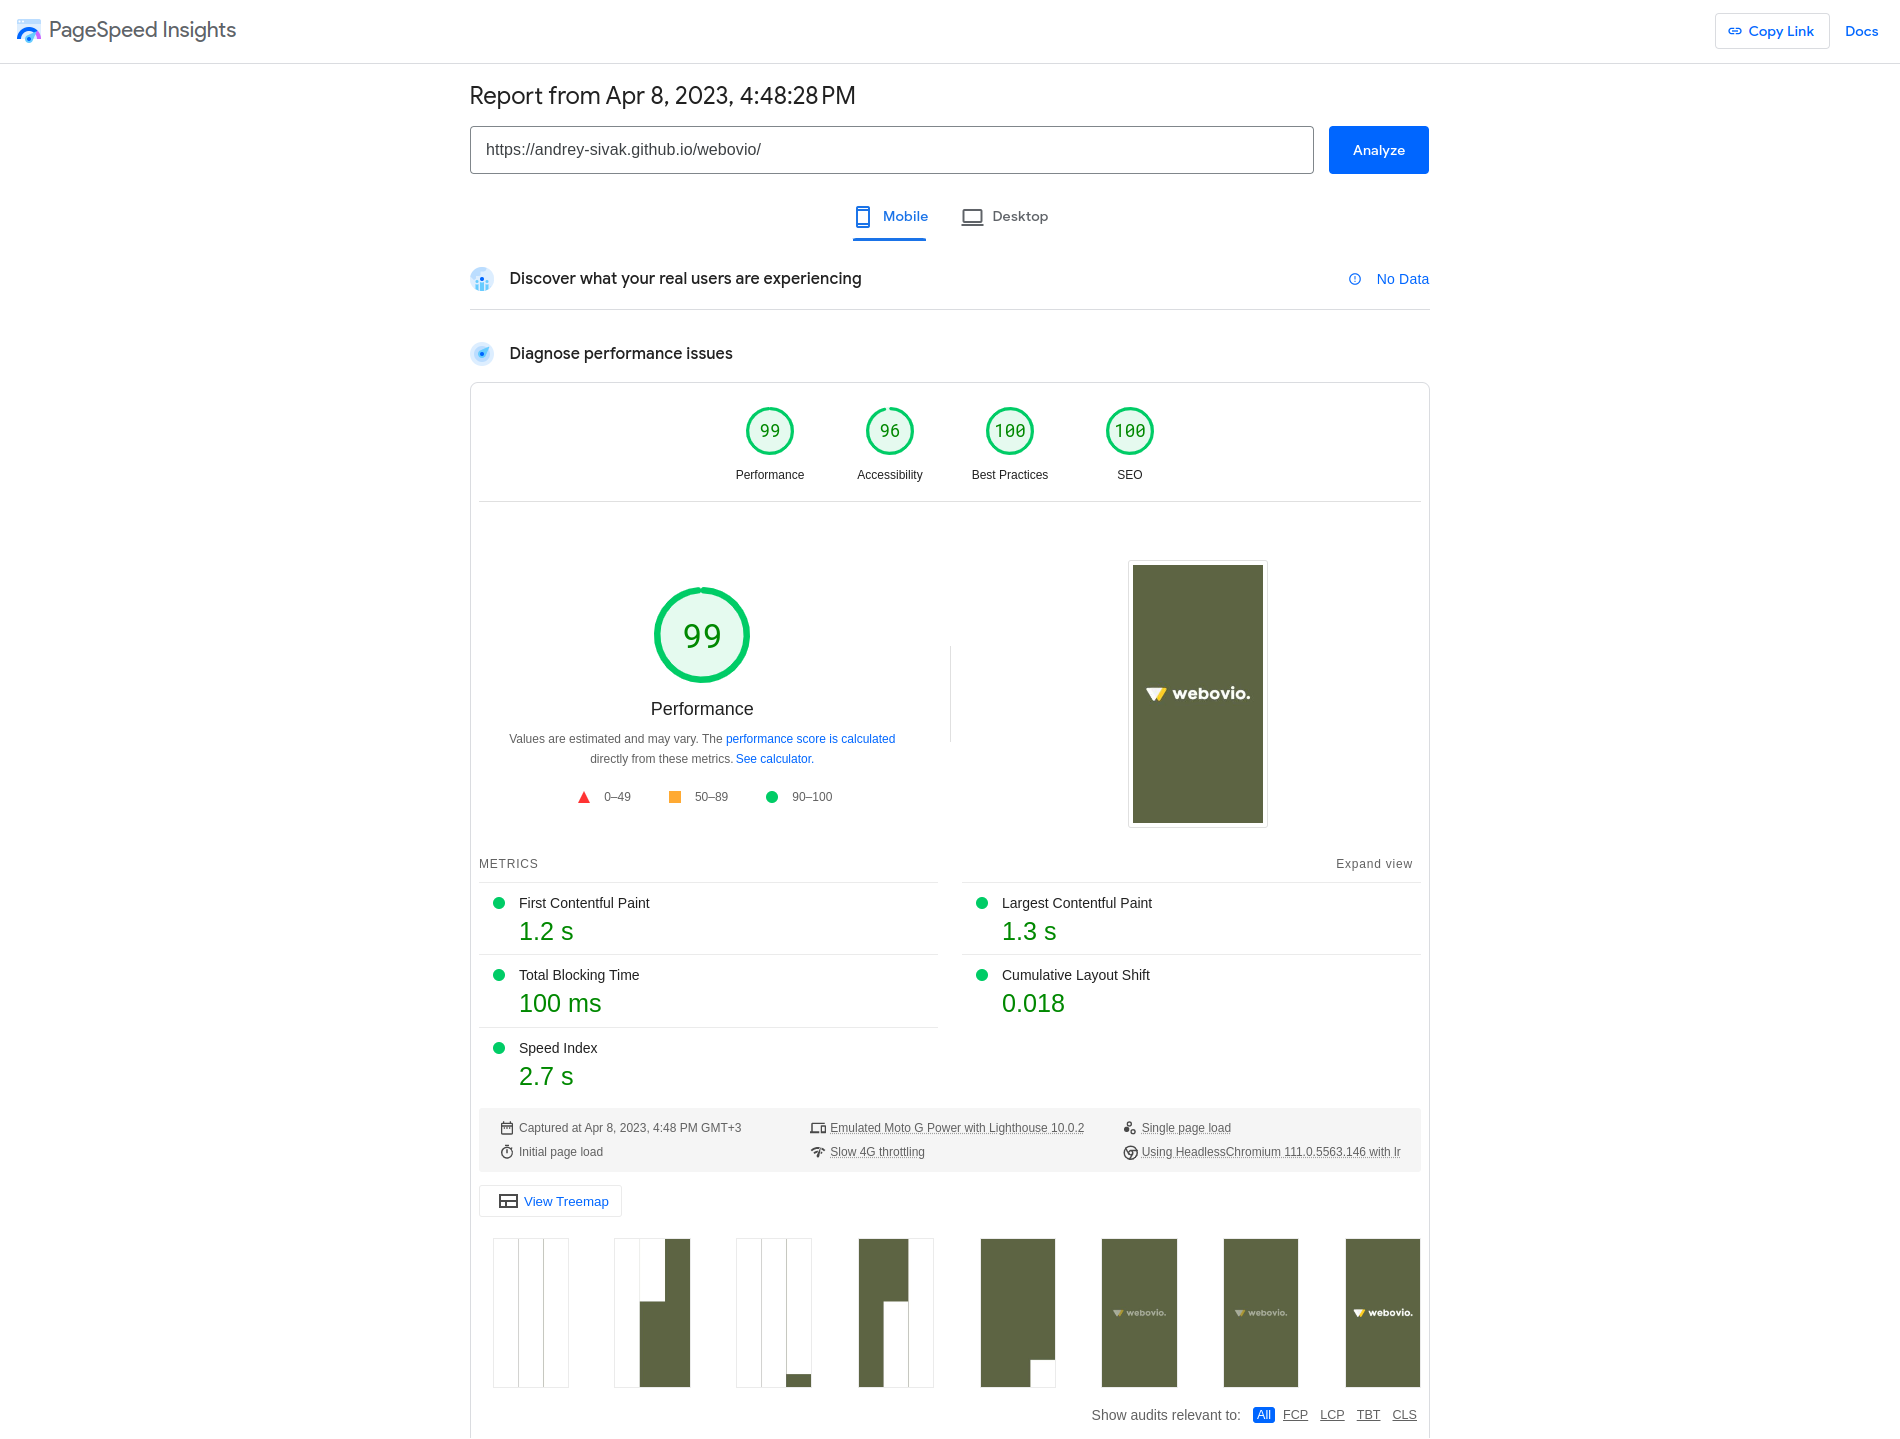 PageSpeed Insights
Copy Link
Docs
Report from Apr 8, 2023, 4:48:28 PM
https://andrey-sivak.github.io/webovio/
Analyze
Mobile
Desktop
Discover what your real users are experiencing
No Data
Diagnose performance issues
99
96
100
100
Performance
Accessibility
Best Practices
SEO
99
Performance
Values are estimated and may vary. The performance score is calculated
directly from these metrics. See calculator.
0–49
50–89
90–100
webovio.
METRICS
Expand view
First Contentful Paint
1.2 s
Largest Contentful Paint
1.3 s
Total Blocking Time
100 ms
Cumulative Layout Shift
0.018
Speed Index
2.7 s
Captured at Apr 8, 2023, 4:48 PM GMT+3
Emulated Moto G Power with Lighthouse 10.0.2
Single page load
Initial page load
Slow 4G throttling
Using HeadlessChromium 111.0.5563.146 with lr
View Treemap
webovio.
webovio.
webovio.
Show audits relevant to:
All
FCP
LCP
TBT
CLS